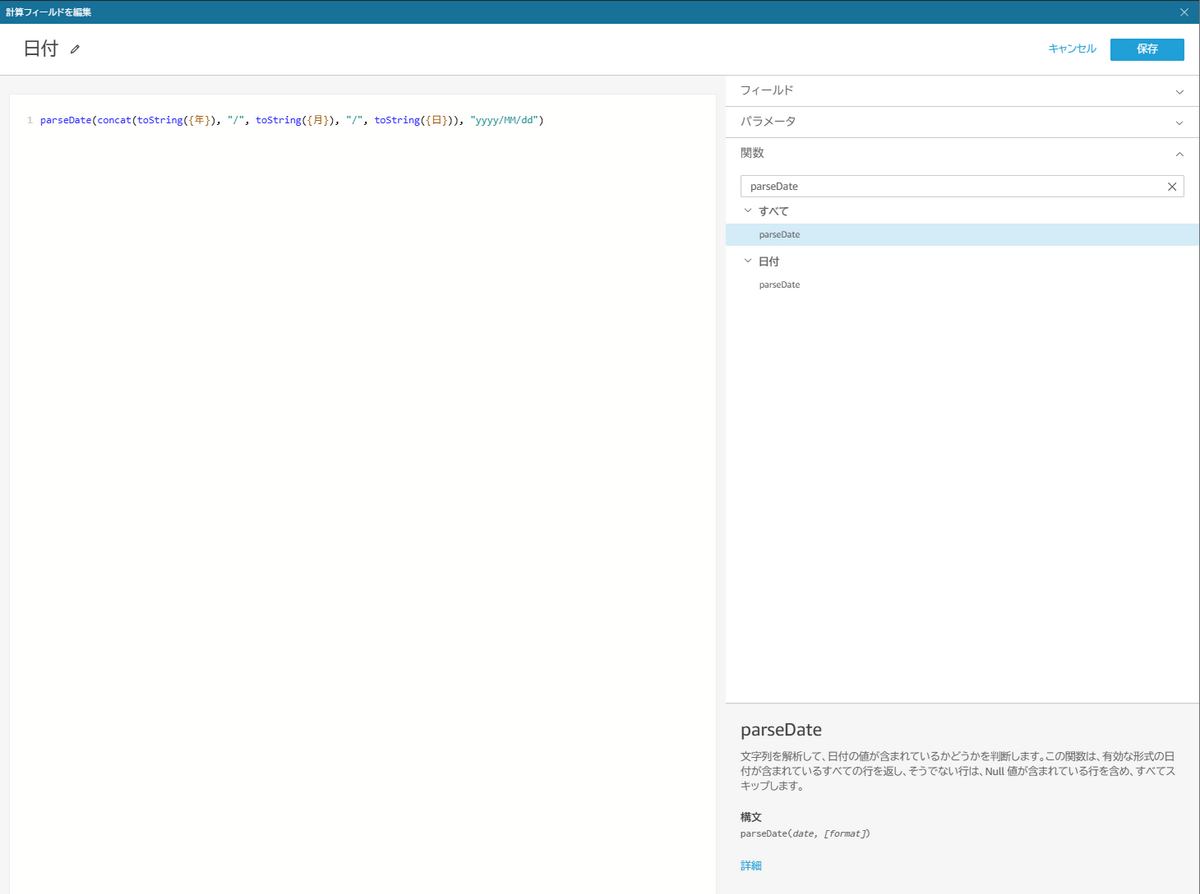 計算フィールドを編集
日付
キャンセル
保存
1 parseDate(concat(toString({年}), "/", toString({月}), "/", toString({日})), "yyyy/MM/dd")
フィールド
パラメータ
関数
parseDate
すべて
parseDate
日付
parseDate
parseDate
文字列を解析して、日付の値が含まれているかどうかを判断します。この関数は、有効な形式の日
付が含まれているすべての行を返し、そうでない行は、Null 値が含まれている行を含め、すべてス
キップします。
構文
parseDate(date, [format])
詳細